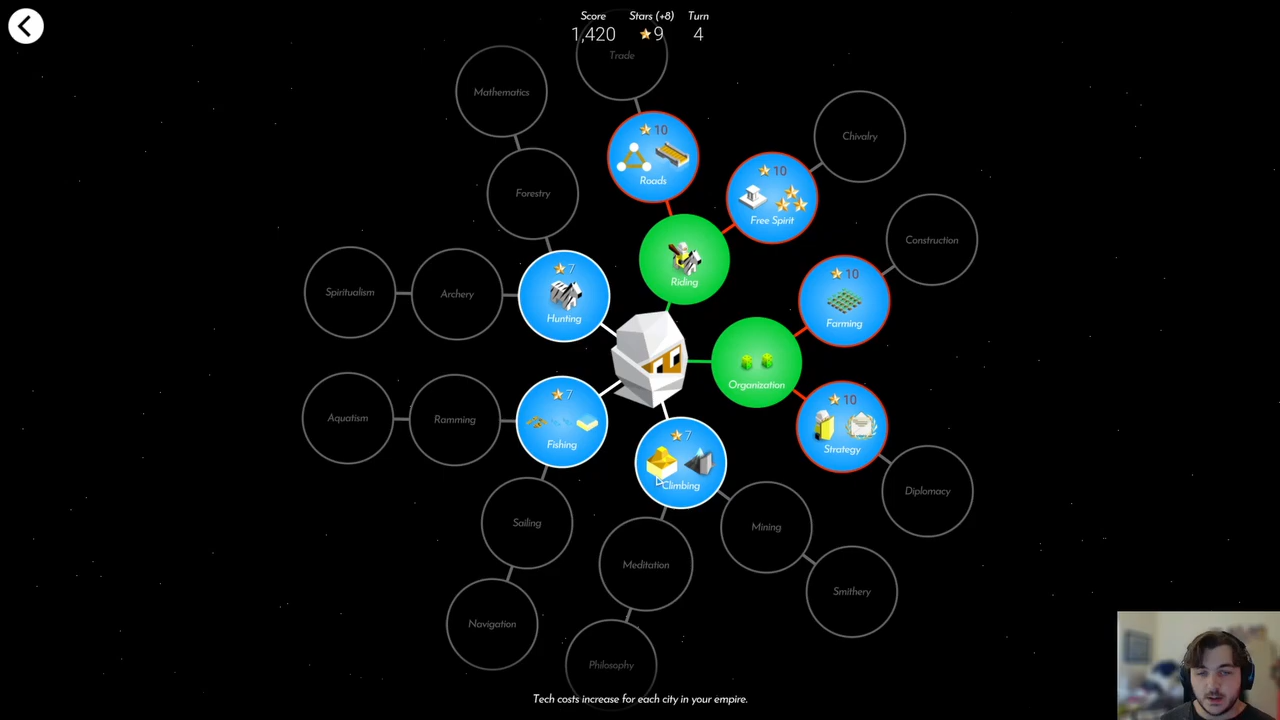 Score Stars (+8) Turn
1,420 9 4
Trade
Mathematics
10
Roads
Chivalry
10
Free Spirit
Forestry
Construction
Riding
7
Hunting
Spiritualism
Archery
10
Farming
Organization
7
Fishing
Aquatism
Ramming
7
Climbing
10
Strategy
Diplomacy
Sailing
Mining
Meditation
Smithery
Navigation
Philosophy
Tech costs increase for each city in your empire.